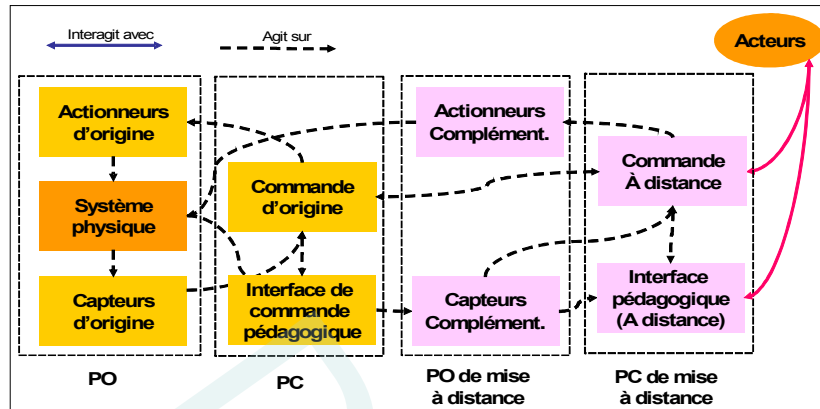 Interagit avec
Agit sur
Acteurs
Actionneurs
d'origine
Système
physique
Capteurs
d'origine
PO
Commande
d'origine
Interface de
commande
pédagogique
PC
Actionneurs
Complément.
Capteurs
Complément.
PO de mise
à distance
Commande
À distance
Interface
pédagogique
(A distance)
PC de mise
à distance